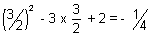 (3/2)² - 3 x 3/2 + 2 = - 1/4